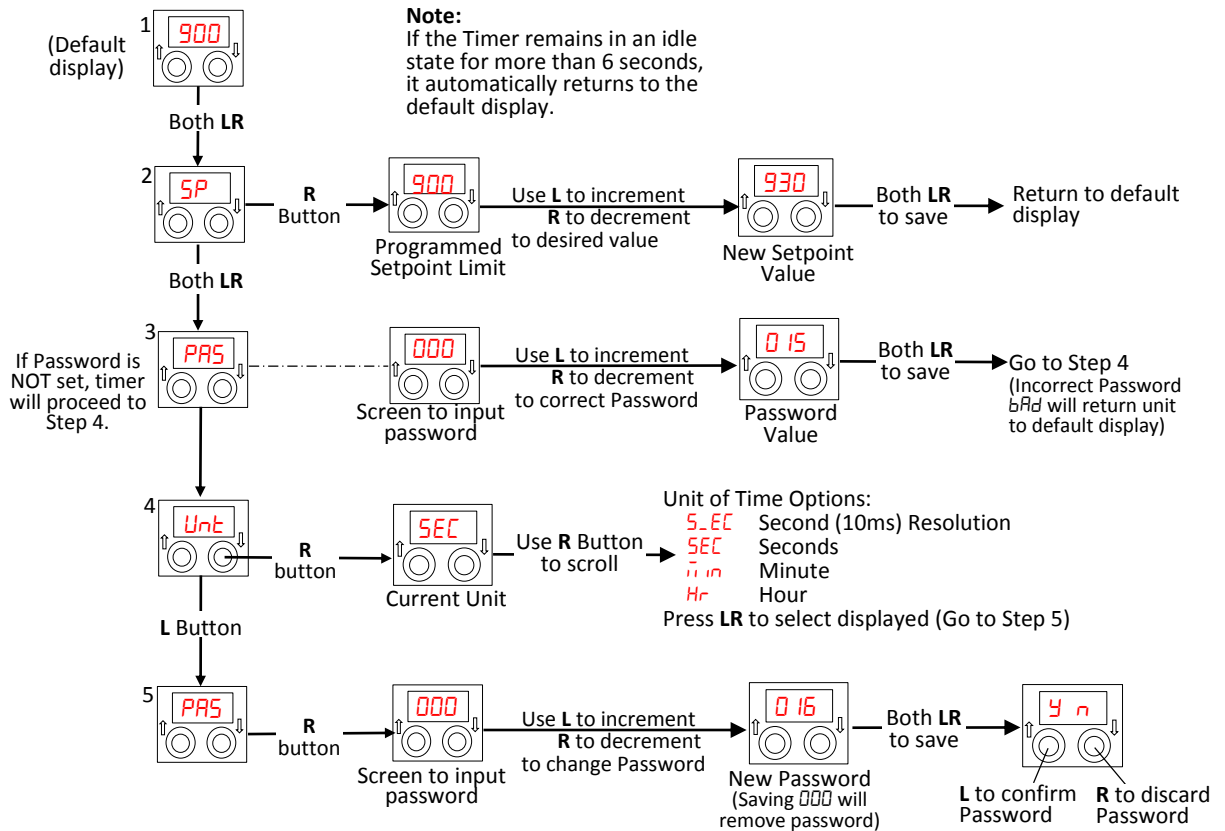 1
900
(Default
display)
Note:
If the Timer remains in an idle
state for more than 6 seconds,
it automatically returns to the
default display.
Both LR
2
SP
R
Button
900
Programmed
Setpoint Limit
Use L to increment
R to decrement
to desired value
930
New Setpoint
Value
Both LR
to save
Return to default
display
Both LR
3
PAS
If Password is
NOT set, timer
will proceed to
Step 4.
000
Screen to input
password
Use L to increment
R to decrement
to correct Password
015
Password
Value
Both LR
to save
Go to Step 4
(Incorrect Password
bAd will return unit
to default display)
4
Unt
R
button
SEC
Current Unit
Use R Button
to scroll
Unit of Time Options:
S_EC Second (10ms) Resolution
SEC Seconds
Min Minute
Hr Hour
Press LR to select displayed (Go to Step 5)
L Button
5
PAS
R
button
000
Screen to input
password
Use L to increment
R to decrement
to change Password
016
New Password
(Saving 000 will
remove password)
Both LR
to save
y n
L to confirm
Password
R to discard
Password